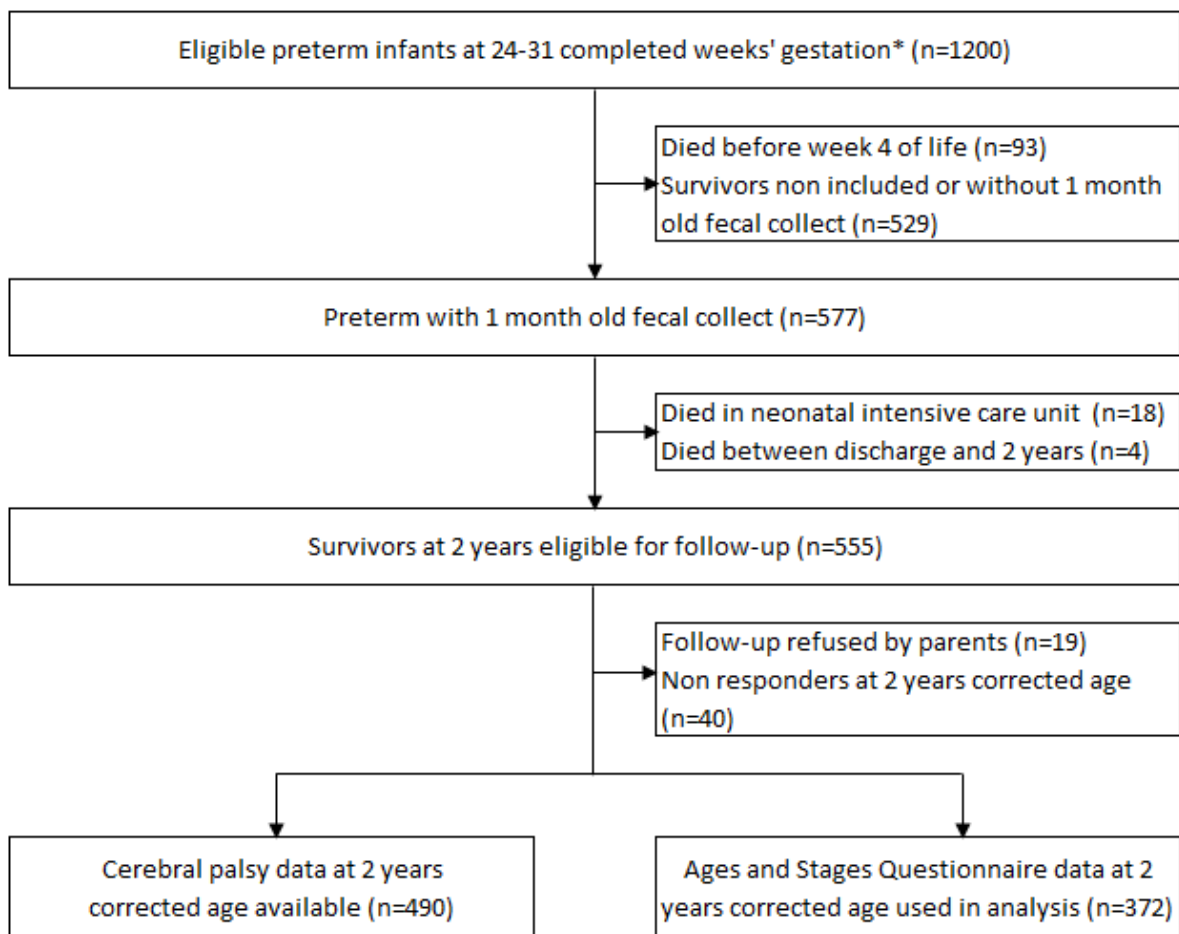 Eligible preterm infants at 24-31 completed weeks' gestation* (n=1200)
Died before week 4 of life (n=93)
Survivors non included or without 1 month
old fecal collect (n=529)
Preterm with 1 month old fecal collect (n=577)
Died in neonatal intensive care unit  (n=18)
Died between discharge and 2 years (n=4)
Survivors at 2 years eligible for follow-up (n=555)
Follow-up refused by parents (n=19)
Non responders at 2 years corrected age
(n=40)
Cerebral palsy data at 2 years
corrected age available (n=490)
Ages and Stages Questionnaire data at 2
years corrected age used in analysis (n=372)